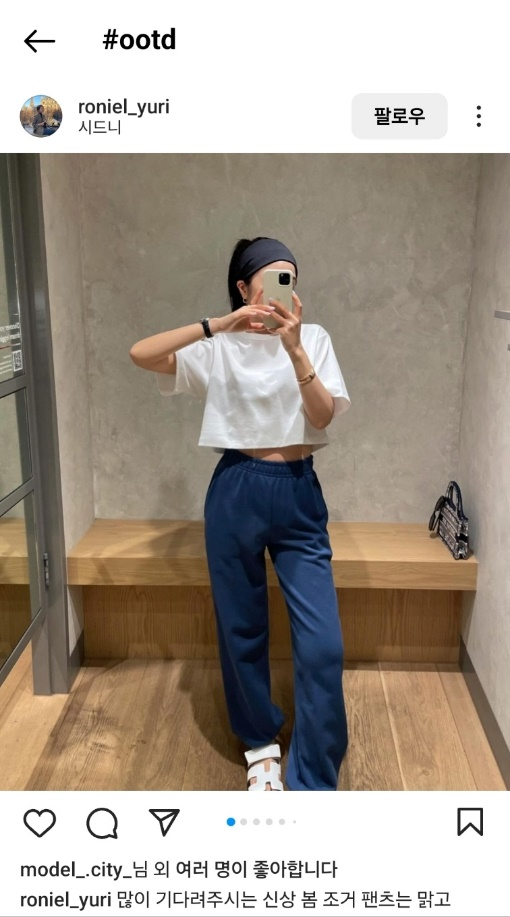 #ootd
roniel_yuri
시드니
팔로우
model_.city_님 외 여러 명이 좋아합니다
roniel_yuri 많이 기다려주시는 신상 봄 조거 팬츠는 맑고